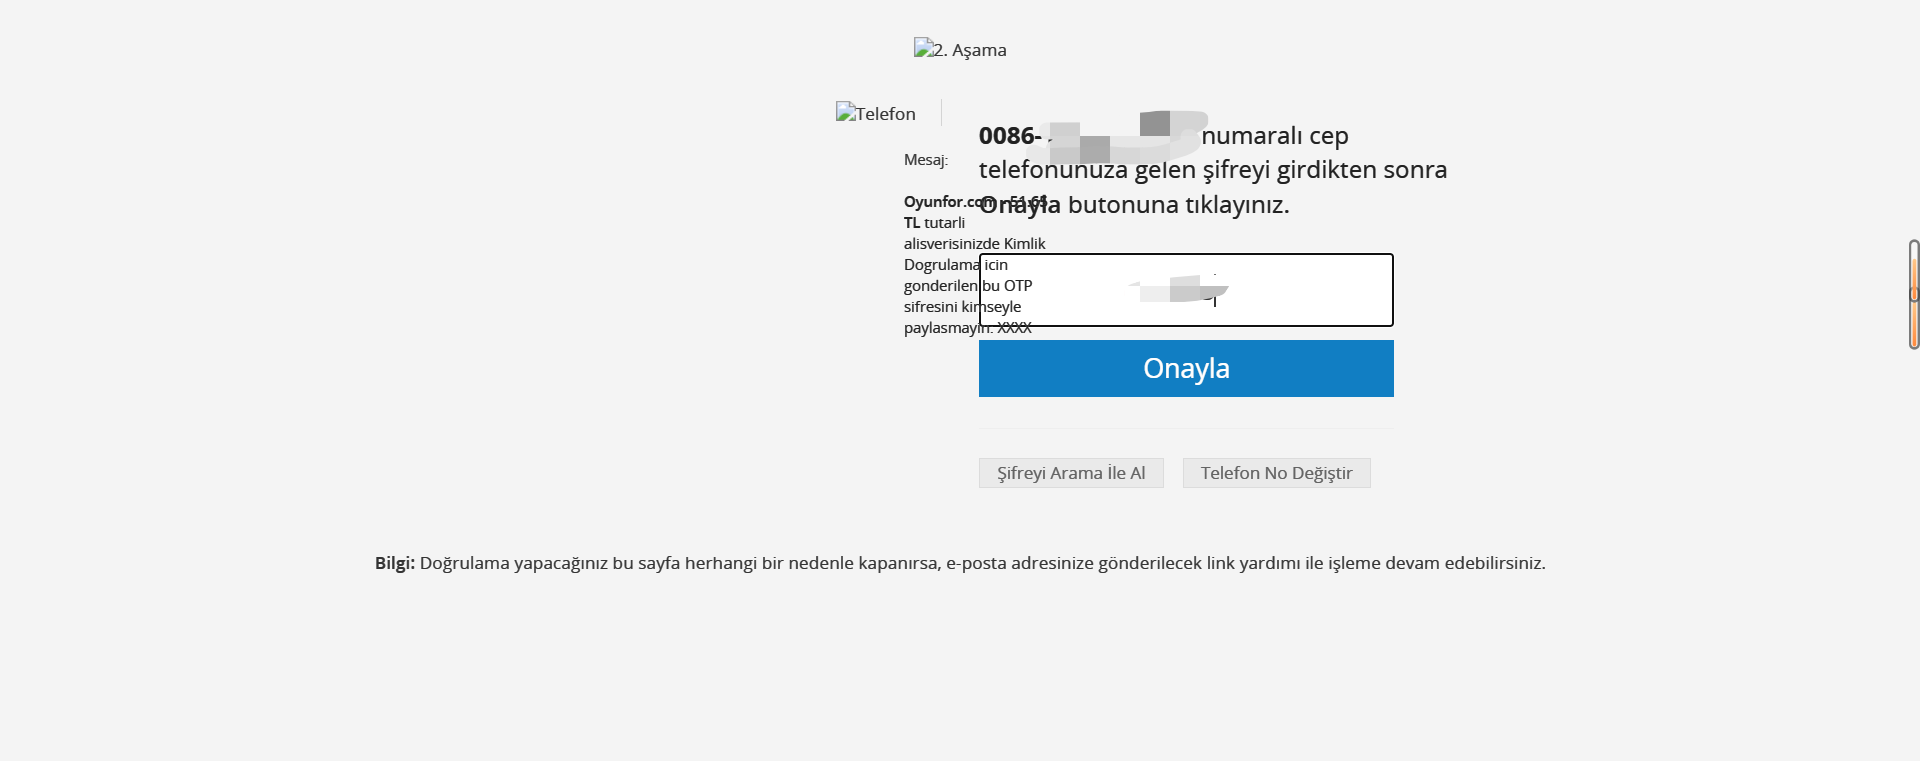 2. Aşama
Telefon
0086- numaralı cep
telefonunuza gelen şifreyi girdikten sonra
Onayla butonuna tıklayınız.
Mesaj:
Oyunfor.com - 51.65
TL tutarli
alisverisinizde Kimlik
Dogrulama icin
gonderilen bu OTP
sifresini kimseyle
paylasmayin. XXXX
Onayla
Şifreyi Arama İle Al
Telefon No Değiştir
Bilgi: Doğrulama yapacağınız bu sayfa herhangi bir nedenle kapanırsa, e-posta adresinize gönderilecek link yardımı ile işleme devam edebilirsiniz.